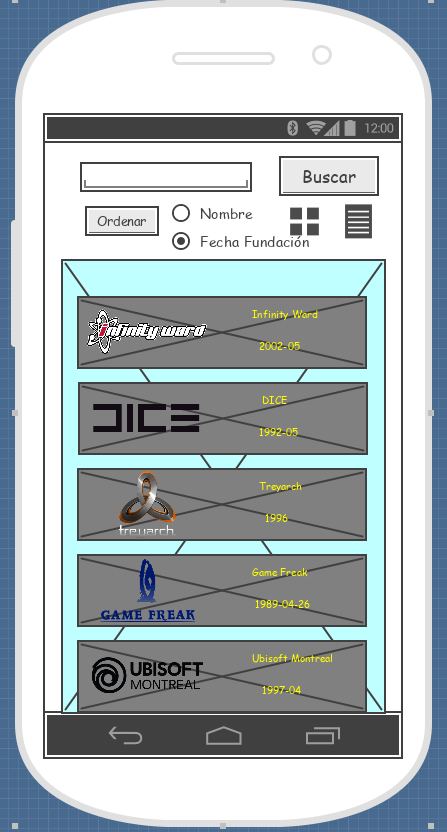 12:00
Buscar
Ordenar
Nombre
Fecha Fundación
infinity ward
Infinity Ward
2002-05
DICE
DICE
1992-05
treyarch
Treyarch
1996
GAME FREAK
Game Freak
1989-04-26
UBISOFT
MONTREAL
Ubisoft Montreal
1997-04